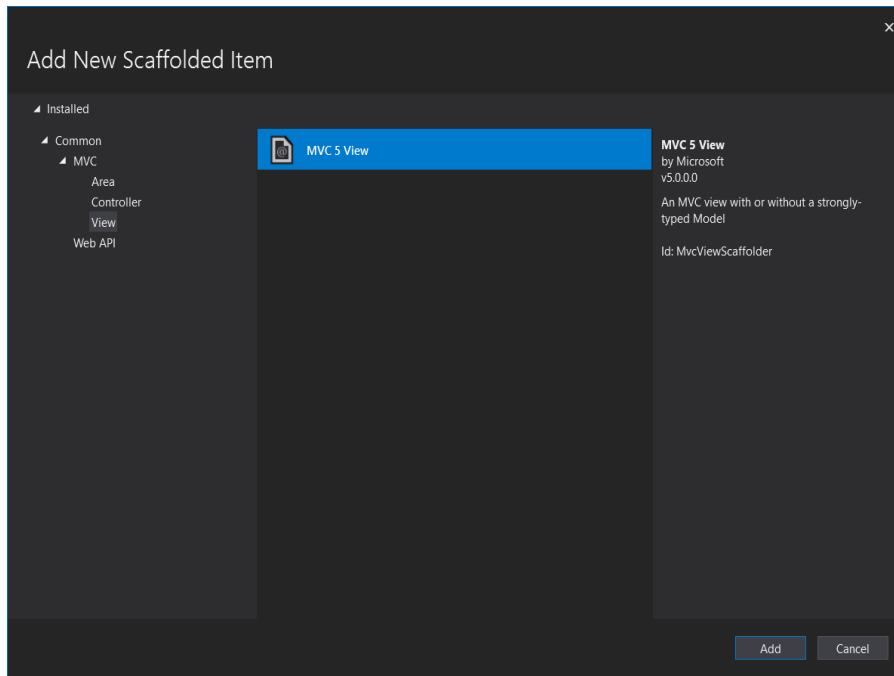 Add New Scaffolded Item
Installed
Common
MVC
Area
Controller
View
Web API
MVC 5 View
MVC 5 View
by Microsoft
v5.0.0.0
An MVC view with or without a strongly-
typed Model
Id: MvcViewScaffolder
Add
Cancel